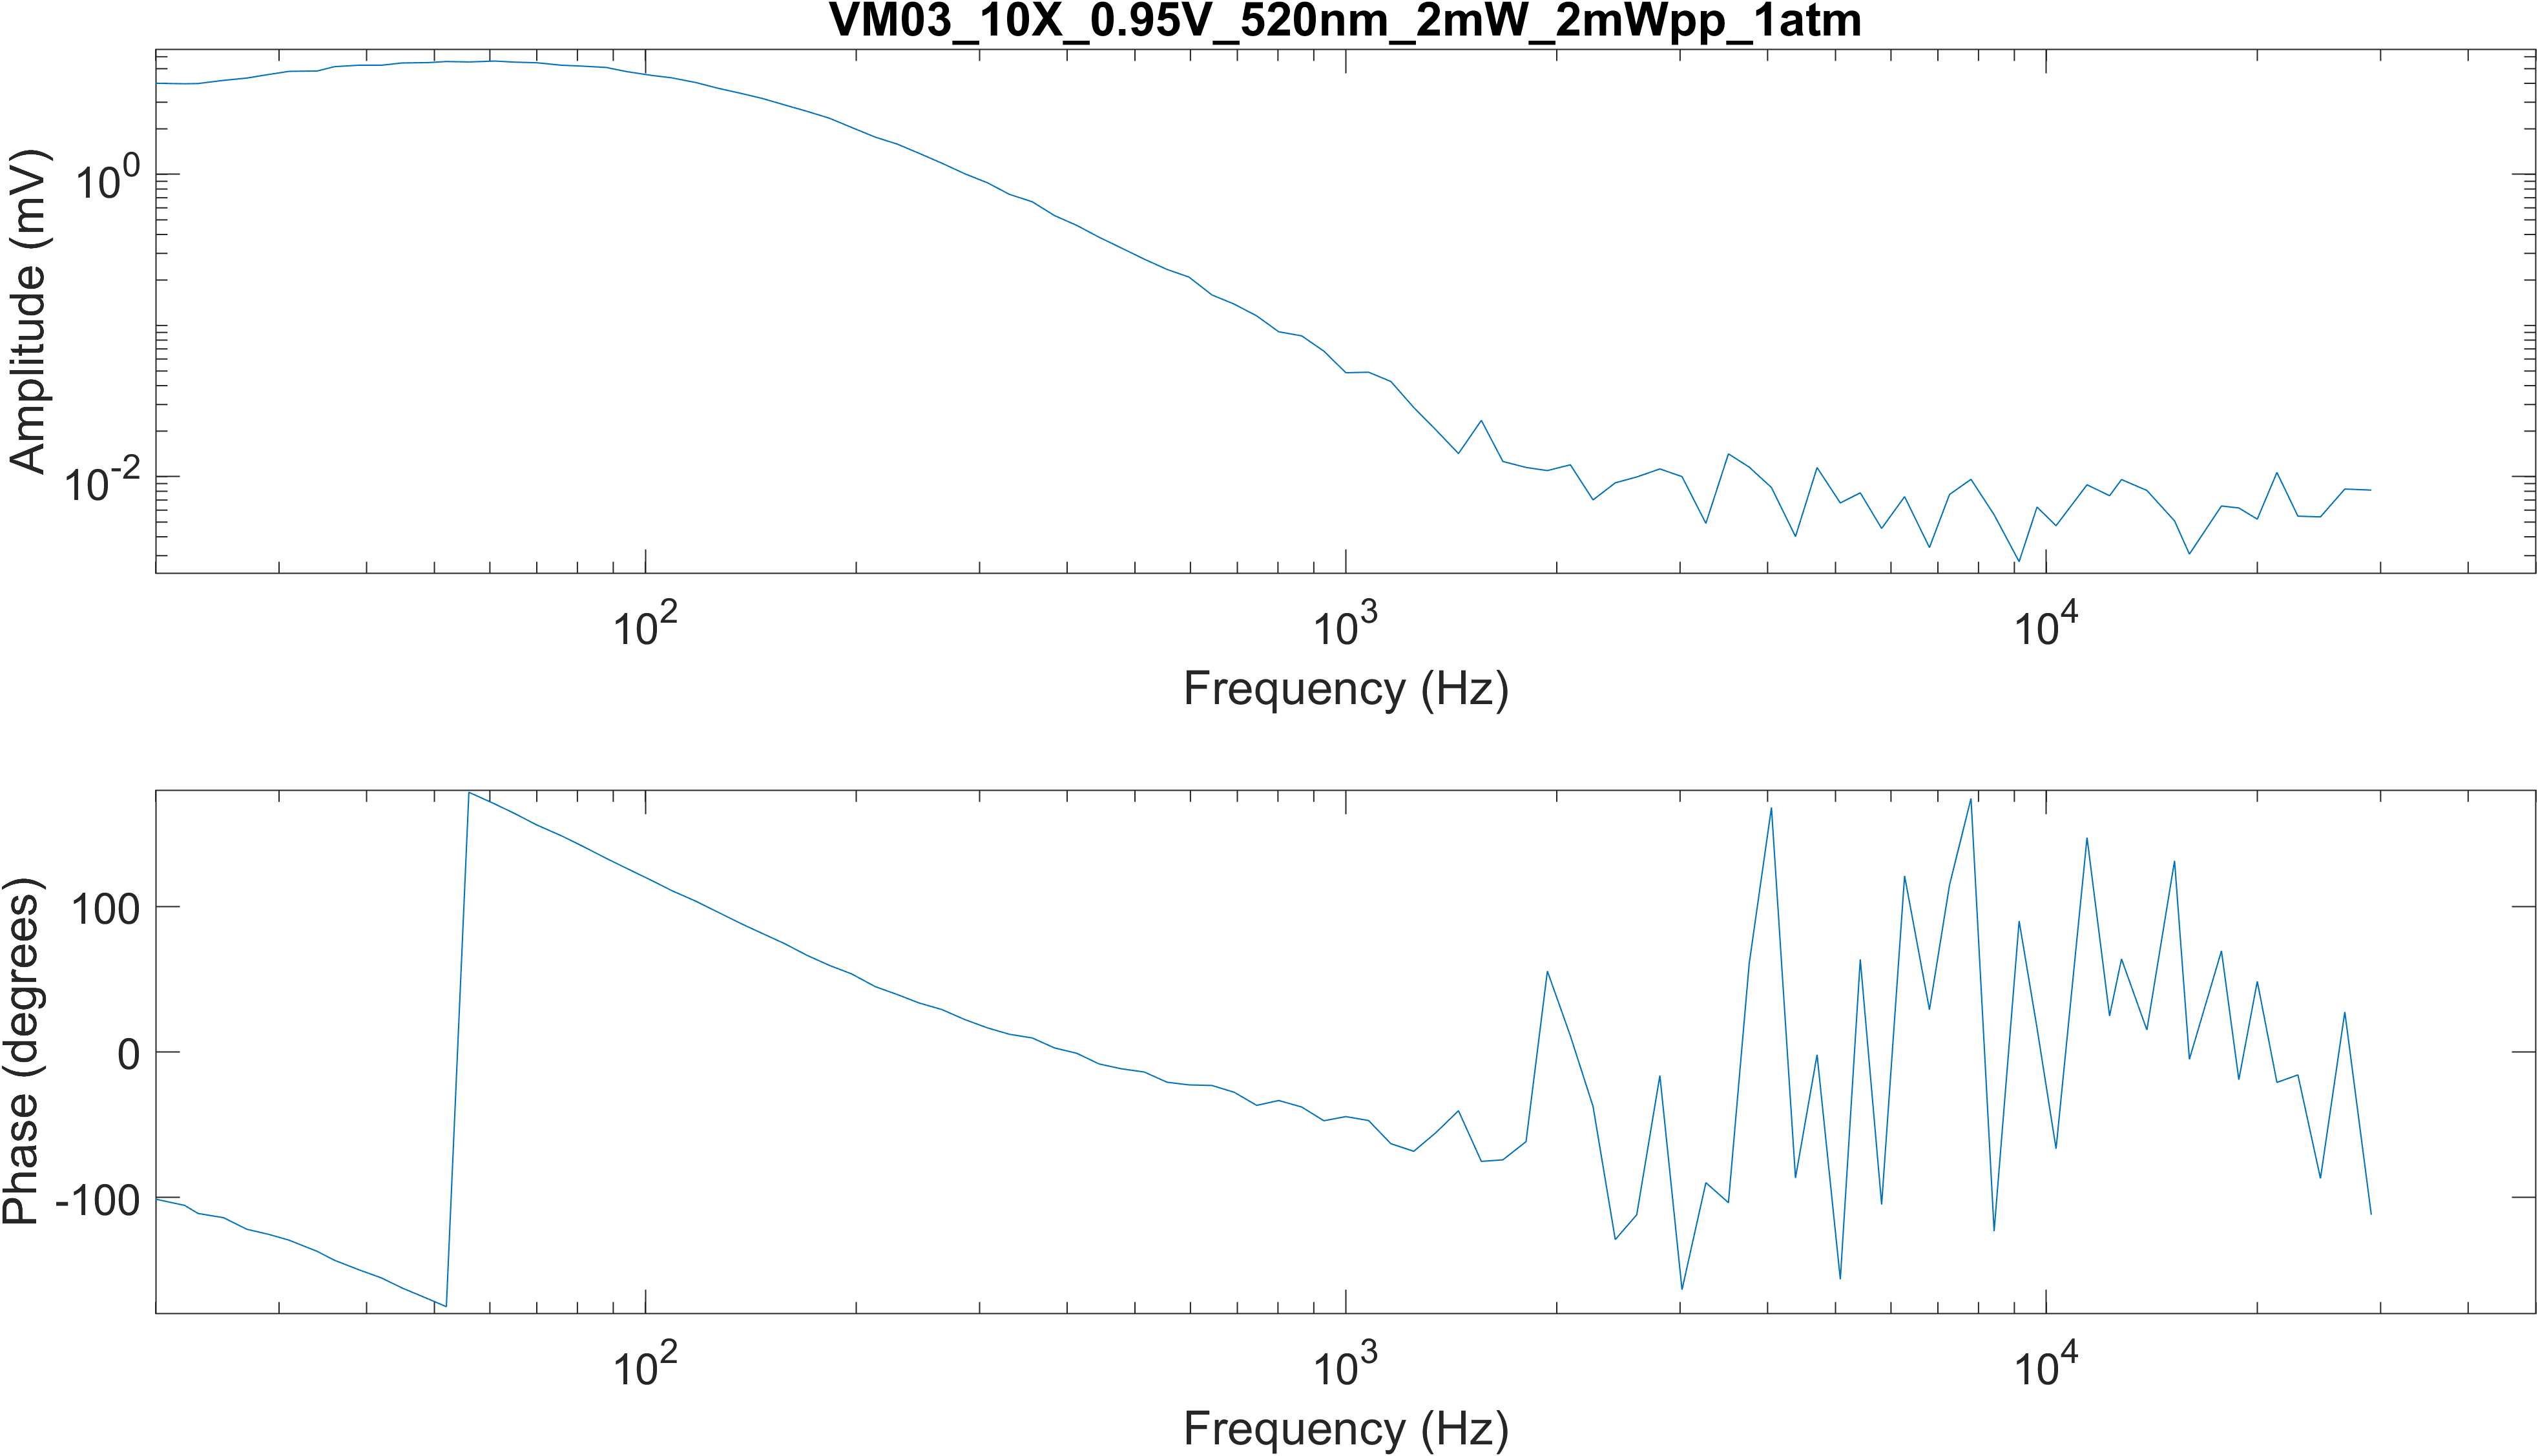 VM03_10X_0.95V_520nm_2mW_2mWpp_1atm
Amplitude (mV)
10^0
10^-2
10^2
10^3
10^4
Frequency (Hz)
Phase (degrees)
100
0
-100
10^2
10^3
10^4
Frequency (Hz)